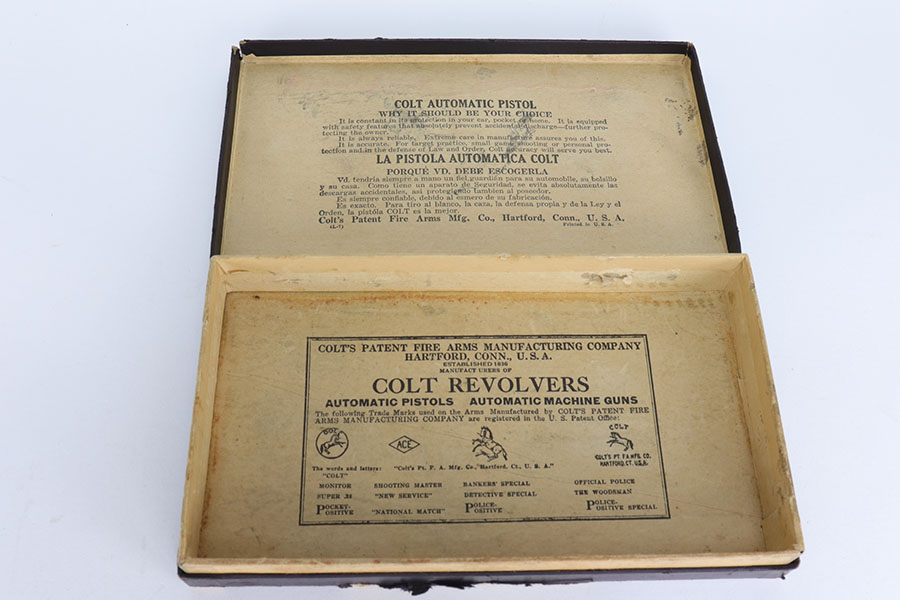 COLT AUTOMATIC PISTOL
WHY IT SHOULD BE YOUR CHOICE
It is constant in its protection in your car, pocket or home. It is equipped
with safety features that absolutely prevent accidental discharge—further pro-
tecting the owner.
It is always reliable. Extreme care in manufacture assures you of this.
It is accurate. For target practice, small game shooting or personal pro-
tection and in the defense of Law and Order, Colt accuracy will serve you best.
LA PISTOLA AUTOMATICA COLT
PORQUÉ VD. DEBE ESCOGERLA
Vd. tendría siempre a mano un fiel guardián para su automobile, su bolsillo
y su casa. Como tiene un aparato de Seguridad, se evita absolutamente las
descargas accidentales, asi protegiendo tambien al poseedor.
Es siempre confiable, debido al esmero de su fabricación.
Es exacto. Para tiro al blanco, la caza, la defensa propia y de la Ley y el
Orden, la pistóla COLT es la mejor.
Colt's Patent Fire Arms Mfg. Co., Hartford, Conn., U. S. A.
Printed in U. S. A.
COLT'S PATENT FIRE ARMS MANUFACTURING COMPANY
HARTFORD, CONN., U. S. A.
ESTABLISHED 1836
MANUFACTURERS OF
COLT REVOLVERS
AUTOMATIC PISTOLS AUTOMATIC MACHINE GUNS
The following Trade Marks used on the Arms Manufactured by COLT'S PATENT FIRE
ARMS MANUFACTURING COMPANY are registered in the U. S. Patent Office:
COLT
ACE
COLT
COLT'S PT. F.A. MFG. CO.
HARTFORD. CT. U.S.A.
The words and letters: "Colt's Pt. F. A. Mfg. Co. Hartford, Ct., U. S. A."
"COLT"
MONITOR SHOOTING MASTER BANKERS' SPECIAL OFFICIAL POLICE
SUPER .38 "NEW SERVICE" DETECTIVE SPECIAL THE WOODSMAN
POCKET-OSITIVE "NATIONAL MATCH" POLICE-OSITIVE POLICE-OSITIVE SPECIAL